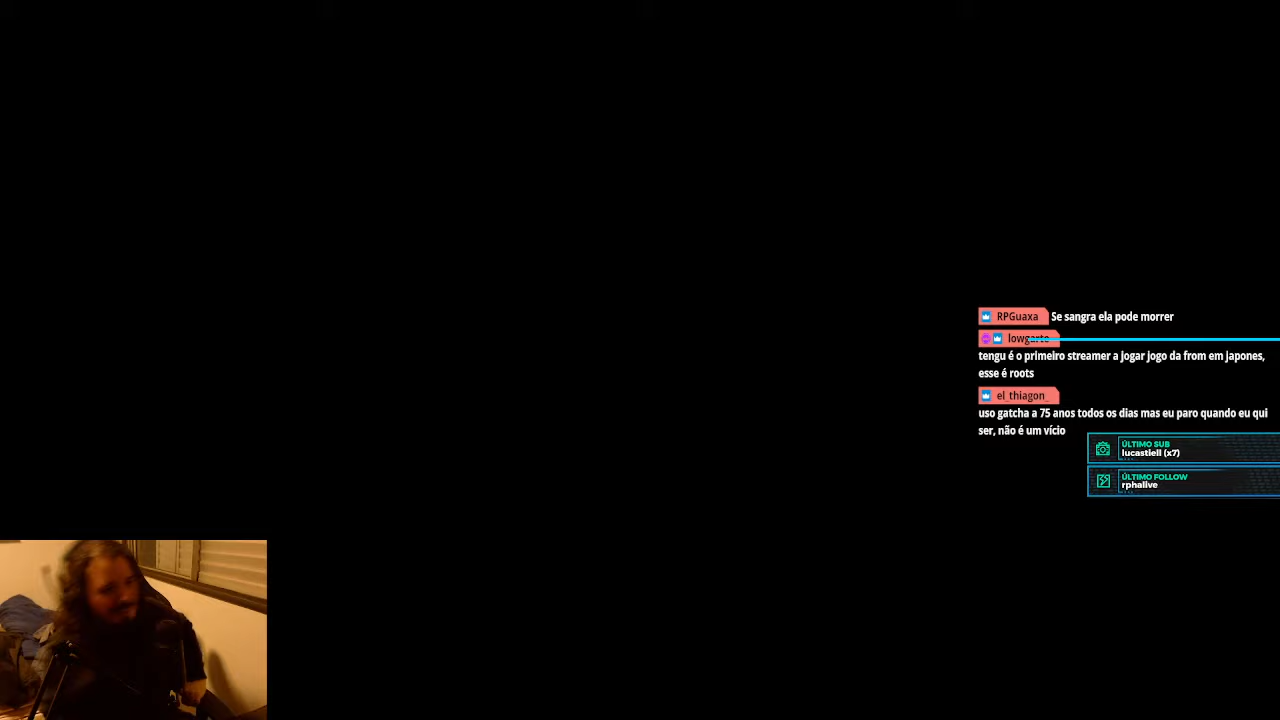 RPGuaxa Se sangra ela pode morrer
lowgarto
tengu é o primeiro streamer a jogar jogo da from em japones,
esse é roots
el_thiagon_
uso gatcha a 75 anos todos os dias mas eu paro quando eu qui
ser, não é um vício
ÚLTIMO SUB
lucastiell (x7)
ÚLTIMO FOLLOW
rphallve